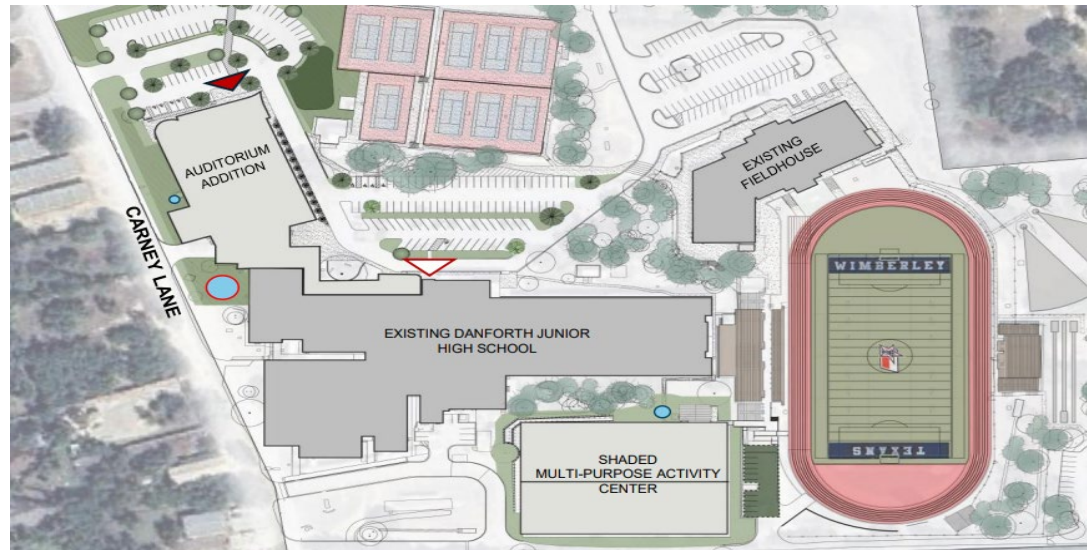 AUDITORIUM
ADDITION
EXISTING
FIELDHOUSE
CARNEY LANE
WIMBERLEY
EXISTING DANFORTH JUNIOR
HIGH SCHOOL
TEXANS
SHADED
MULTI-PURPOSE ACTIVITY
CENTER